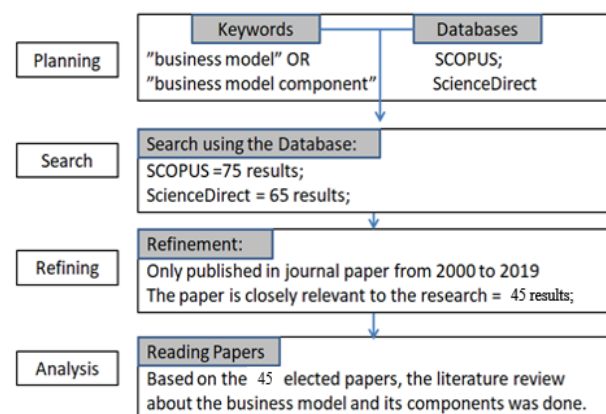 Keywords
Databases
Planning
"business model" OR
"business model component"
SCOPUS;
ScienceDirect
Search
Search using the Database:
SCOPUS =75 results;
ScienceDirect = 65 results;
Refining
Refinement:
Only published in journal paper from 2000 to 2019
The paper is closely relevant to the research = 45 results;
Analysis
Reading Papers
Based on the 45 elected papers, the literature review
about the business model and its components was done.